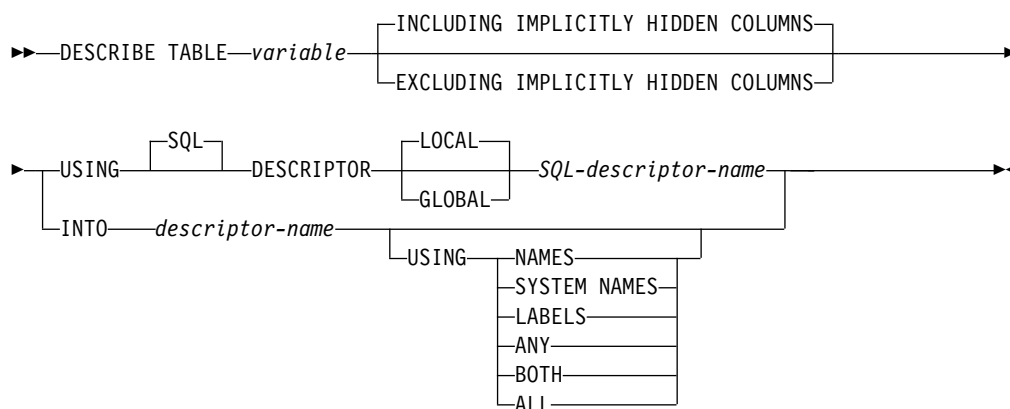 INCLUDING IMPLICITLY HIDDEN COLUMNS
DESCRIBE TABLE variable
EXCLUDING IMPLICITLY HIDDEN COLUMNS
SQL LOCAL
USING DESCRIPTOR SQL-descriptor-name
GLOBAL
INTO descriptor-name
USING NAMES
SYSTEM NAMES
LABELS
ANY
BOTH
ALL